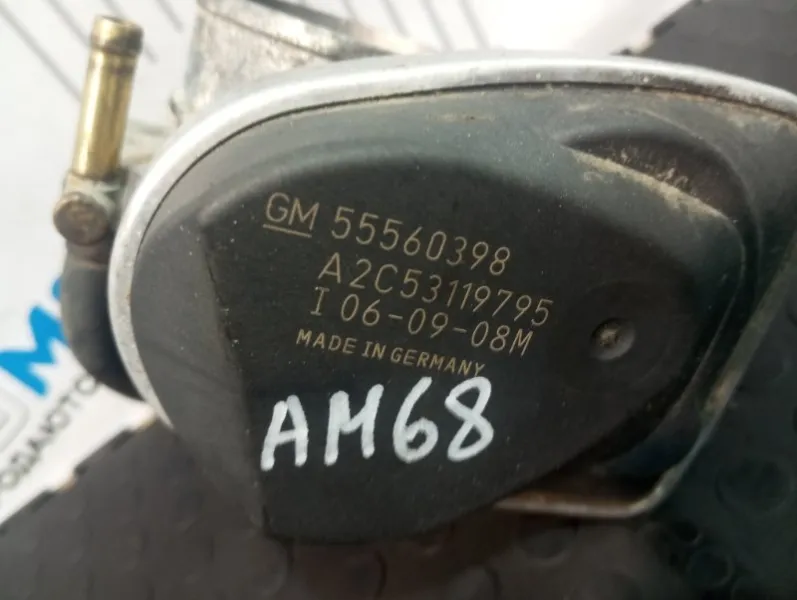 GM 55560398
A2C53119795
I 06-09-08M
MADE IN GERMANY
AM68